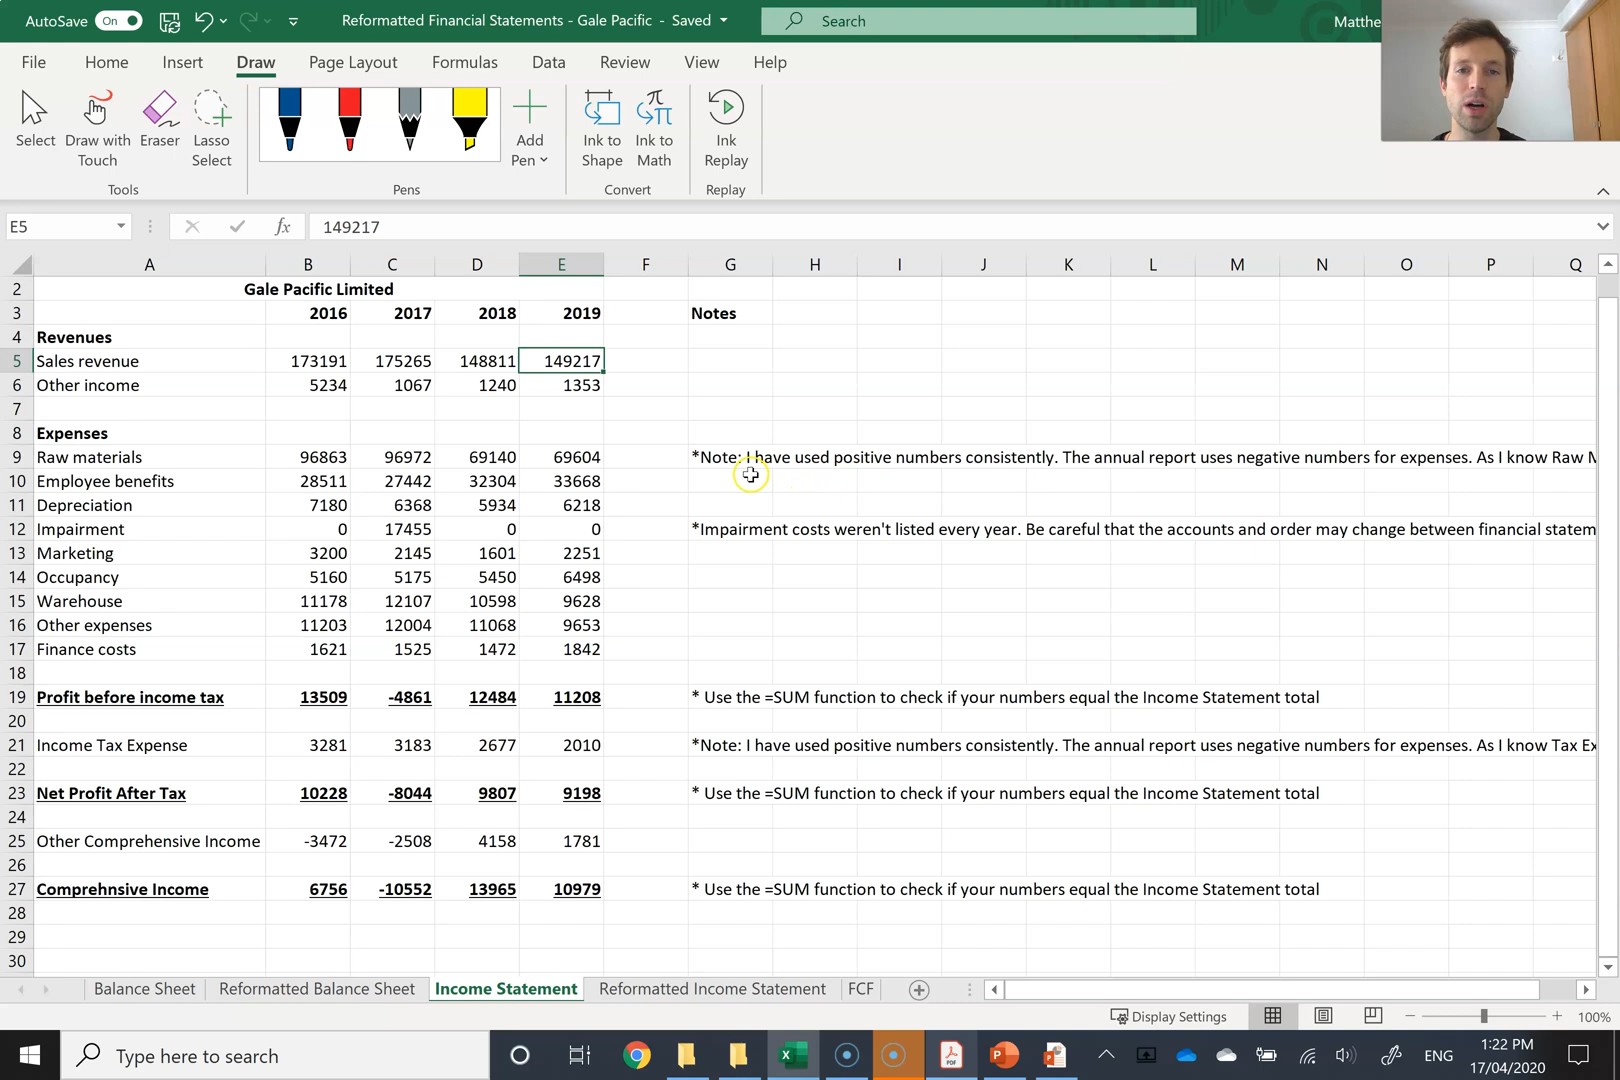 AutoSave On Reformatted Financial Statements - Gale Pacific - Saved Search Matthe
File Home Insert Draw Page Layout Formulas Data Review View Help
Select Draw with Touch Eraser Lasso Select Add Pen Ink to Shape Ink to Math Ink Replay
Tools Pens Convert Replay
E5 fx 149217
A B C D E F G H I J K L M N O P Q
2 Gale Pacific Limited
3 2016 2017 2018 2019 Notes
4 Revenues
5 Sales revenue 173191 175265 148811 149217
6 Other income 5234 1067 1240 1353
7
8 Expenses
9 Raw materials 96863 96972 69140 69604 *Note: I have used positive numbers consistently. The annual report uses negative numbers for expenses. As I know Raw M
10 Employee benefits 28511 27442 32304 33668
11 Depreciation 7180 6368 5934 6218
12 Impairment 0 17455 0 0 *Impairment costs weren't listed every year. Be careful that the accounts and order may change between financial statem
13 Marketing 3200 2145 1601 2251
14 Occupancy 5160 5175 5450 6498
15 Warehouse 11178 12107 10598 9628
16 Other expenses 11203 12004 11068 9653
17 Finance costs 1621 1525 1472 1842
18
19 Profit before income tax 13509 -4861 12484 11208 * Use the =SUM function to check if your numbers equal the Income Statement total
20
21 Income Tax Expense 3281 3183 2677 2010 *Note: I have used positive numbers consistently. The annual report uses negative numbers for expenses. As I know Tax Ex
22
23 Net Profit After Tax 10228 -8044 9807 9198 * Use the =SUM function to check if your numbers equal the Income Statement total
24
25 Other Comprehensive Income -3472 -2508 4158 1781
26
27 Comprehnsive Income 6756 -10552 13965 10979 * Use the =SUM function to check if your numbers equal the Income Statement total
28
29
30
Balance Sheet Reformatted Balance Sheet Income Statement Reformatted Income Statement FCF
Display Settings 100%
Type here to search ENG 1:22 PM
17/04/2020